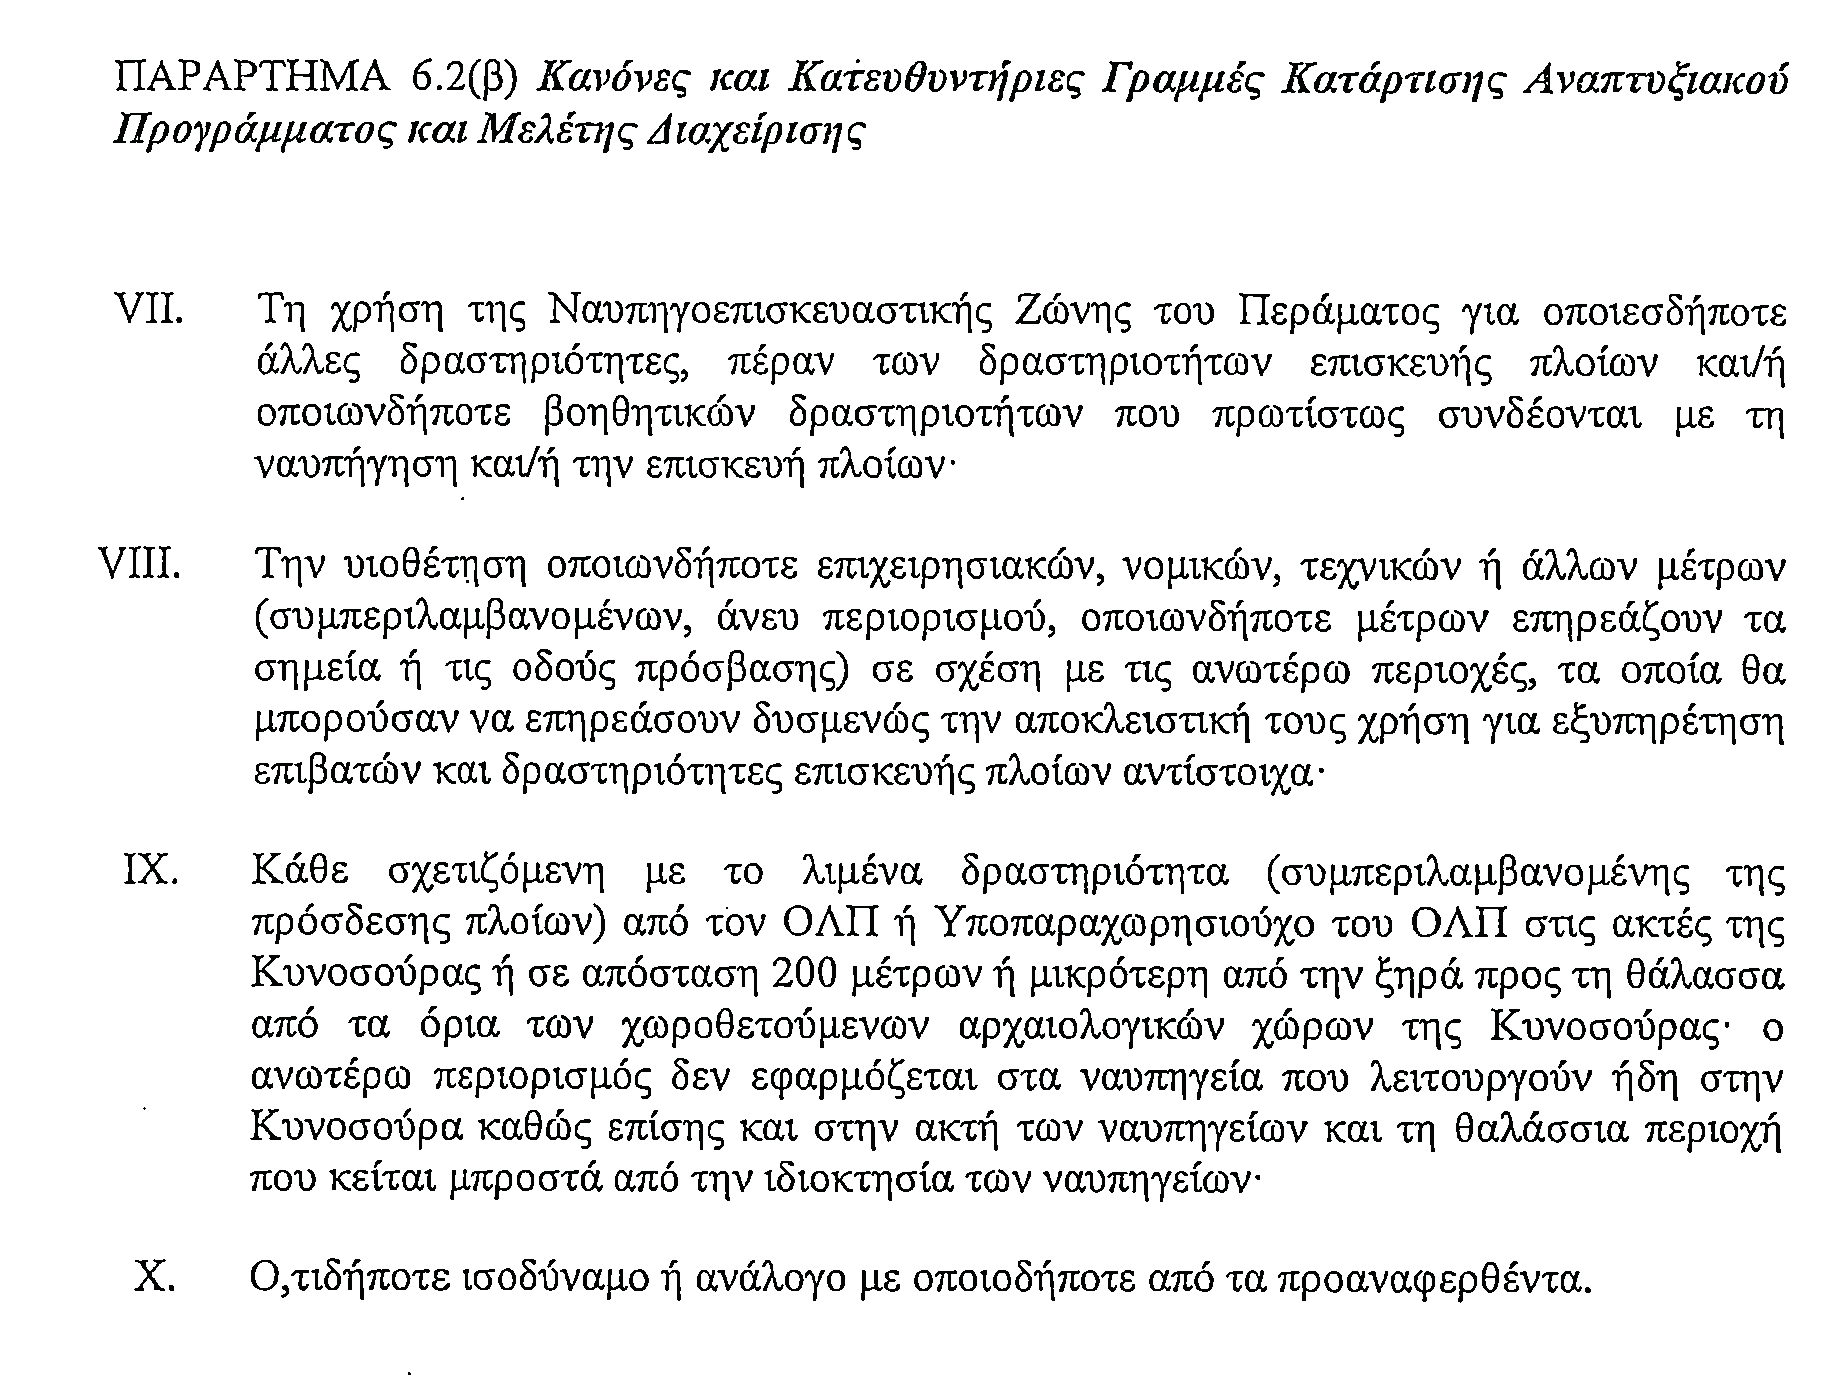 ΠΑΡΑΡΤΗΜΑ 6.2(β) Κανόνες και Κατευθυντήριες Γραμμές Κατάρτισης Αναπτυξιακού
Προγράμματος και Μελέτης Διαχείρισης
VII. Τη χρήση της Ναυπηγοεπισκευαστικής Ζώνης του Περάματος για οποιεσδήποτε
άλλες δραστηριότητες, πέραν των δραστηριοτήτων επισκευής πλοίων και/ή
οποιωνδήποτε βοηθητικών δραστηριοτήτων που πρωτίστως συνδέονται με τη
ναυπήγηση και/ή την επισκευή πλοίων·
VIII. Την υιοθέτηση οποιωνδήποτε επιχειρησιακών, νομικών, τεχνικών ή άλλων μέτρων
(συμπεριλαμβανομένων, άνευ περιορισμού, οποιωνδήποτε μέτρων επηρεάζουν τα
σημεία ή τις οδούς πρόσβασης) σε σχέση με τις ανωτέρω περιοχές, τα οποία θα
μπορούσαν να επηρεάσουν δυσμενώς την αποκλειστική τους χρήση για εξυπηρέτηση
επιβατών και δραστηριότητες επισκευής πλοίων αντίστοιχα·
IX. Κάθε σχετιζόμενη με το λιμένα δραστηριότητα (συμπεριλαμβανομένης της
πρόσδεσης πλοίων) από τον ΟΛΠ ή Υποπαραχωρησιούχο του ΟΛΠ στις ακτές της
Κυνοσούρας ή σε απόσταση 200 μέτρων ή μικρότερη από την ξηρά προς τη θάλασσα
από τα όρια των χωροθετούμενων αρχαιολογικών χώρων της Κυνοσούρας· ο
ανωτέρω περιορισμός δεν εφαρμόζεται στα ναυπηγεία που λειτουργούν ήδη στην
Κυνοσούρα καθώς επίσης και στην ακτή των ναυπηγείων και τη θαλάσσια περιοχή
που κείται μπροστά από την ιδιοκτησία των ναυπηγείων·
X. Ο,τιδήποτε ισοδύναμο ή ανάλογο με οποιοδήποτε από τα προαναφερθέντα.